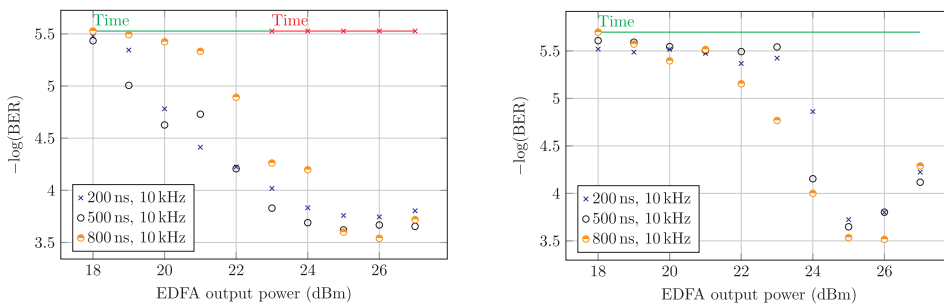 Time Time
5.5
5
4.5
4
3.5
−log(BER)
200 ns, 10 kHz
500 ns, 10 kHz
800 ns, 10 kHz
18 20 22 24 26
EDFA output power (dBm)
Time
5.5
5
4.5
4
3.5
−log(BER)
200 ns, 10 kHz
500 ns, 10 kHz
800 ns, 10 kHz
18 20 22 24 26
EDFA output power (dBm)